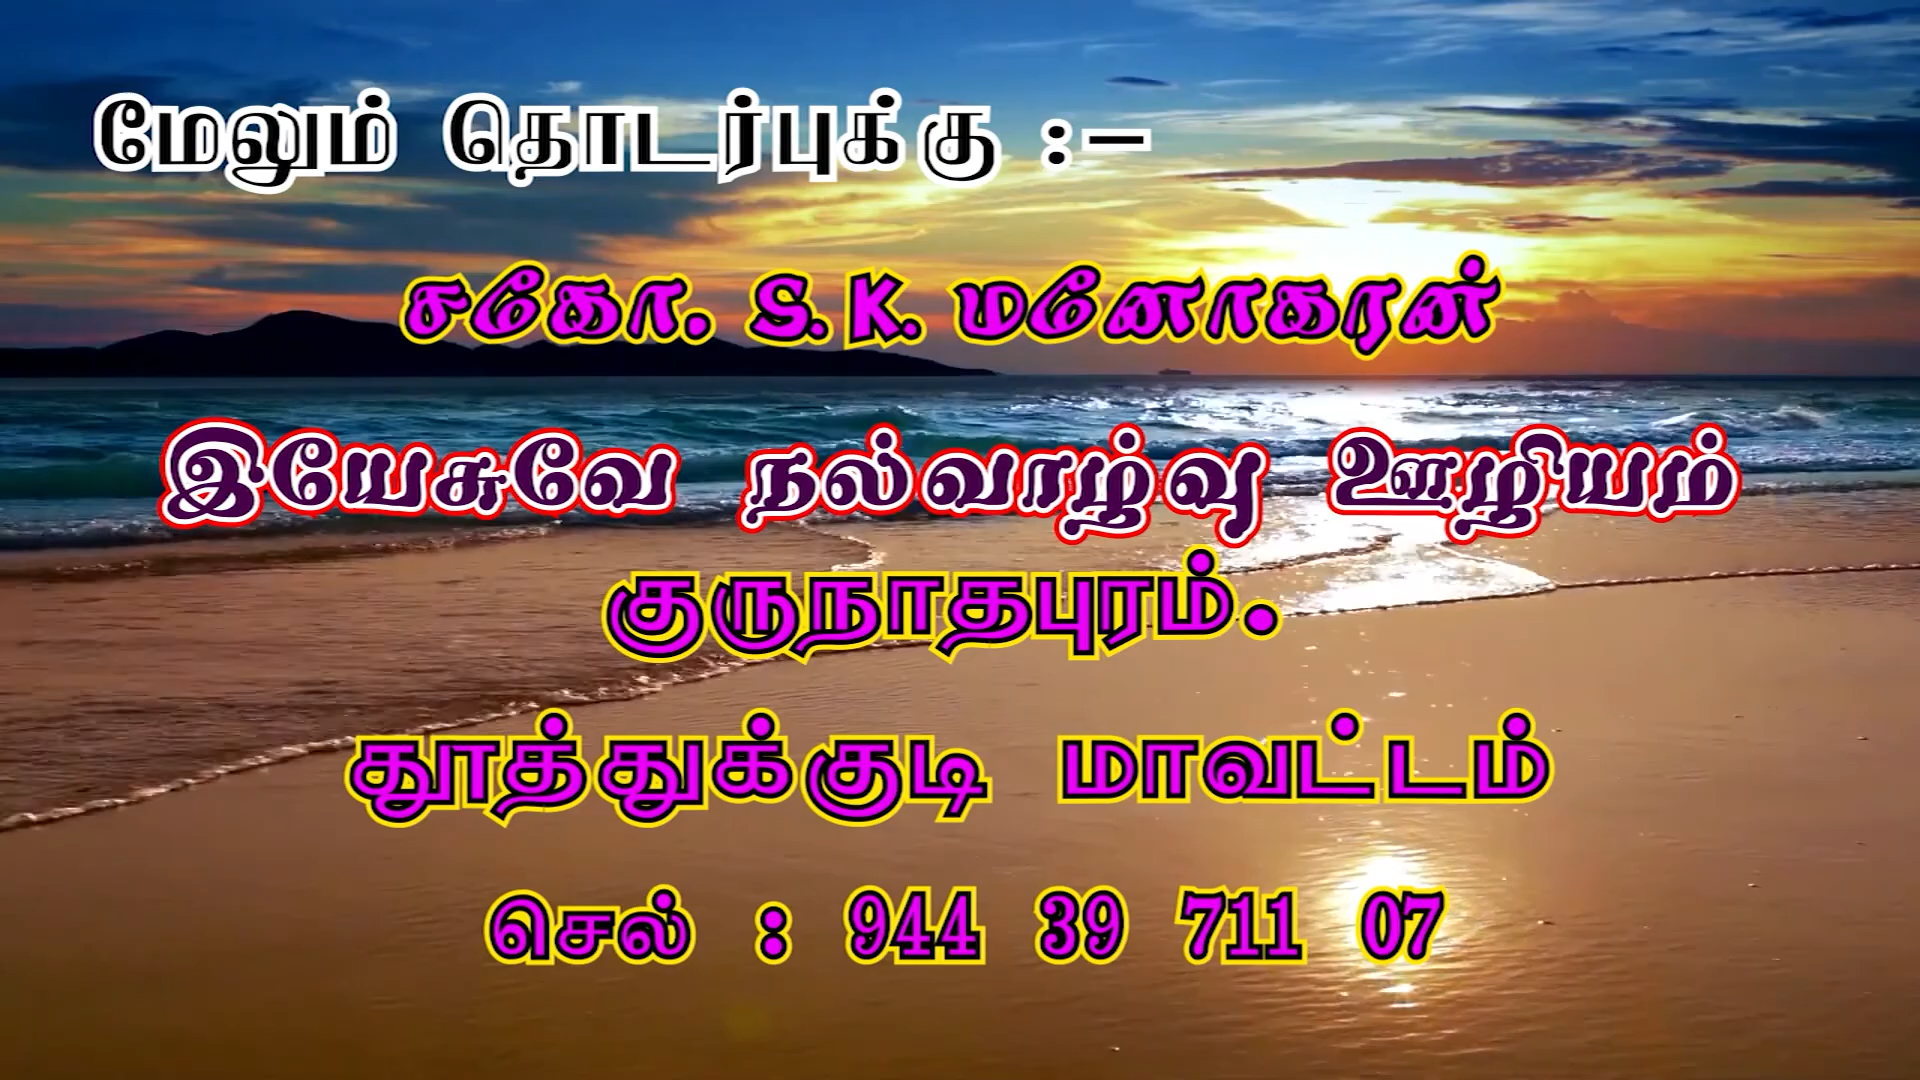 மேலும் தொடர்புக்கு :-
சகோ. S.K. மனோகரன்
இயேசுவே நல்வாழ்வு ஊழியம்
குருநாதபுரம்.
தூத்துக்குடி மாவட்டம்
செல் : 944 39 711 07